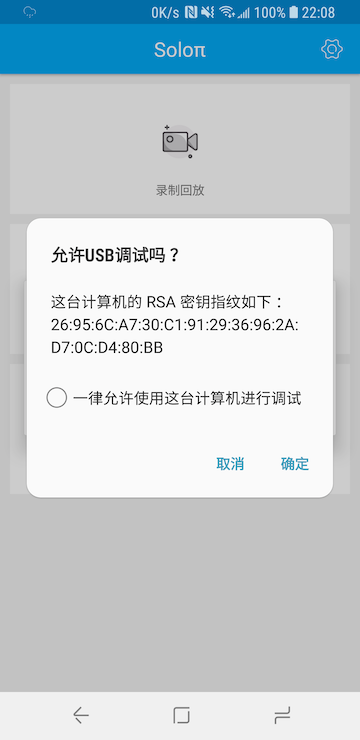 0K/s 100% 22:08
Soloπ
录制回放
允许USB调试吗？
这台计算机的 RSA 密钥指纹如下：
26:95:6C:A7:30:C1:91:29:36:96:2A:
D7:0C:D4:80:BB
一律允许使用这台计算机进行调试
取消 确定